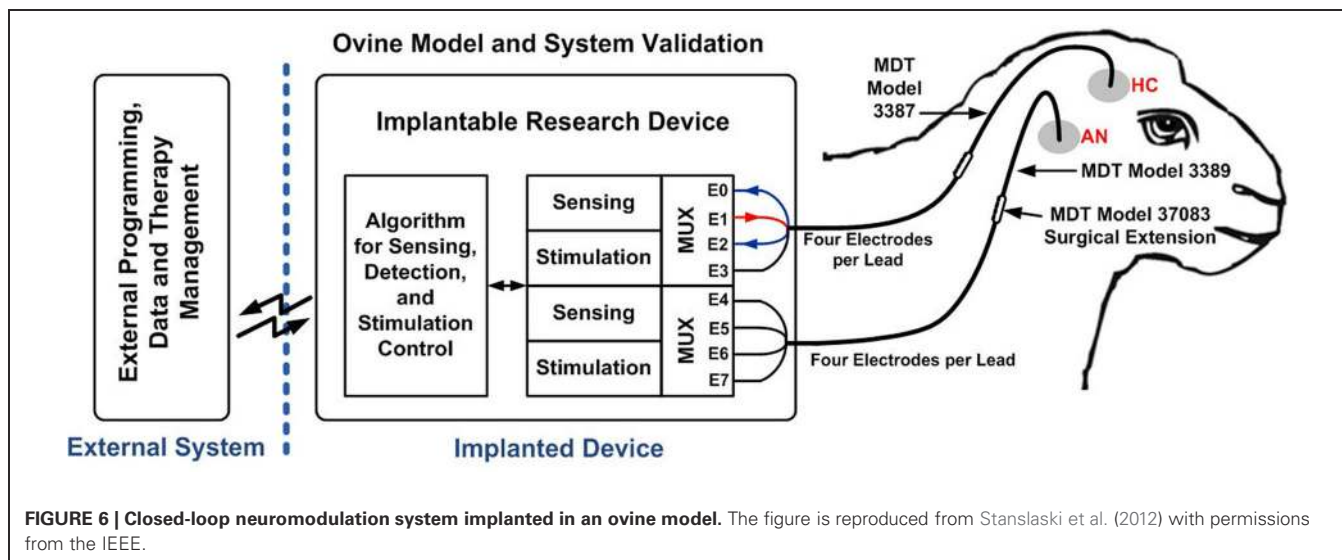 Ovine Model and System Validation
External Programming,
Data and Therapy
Management
External System
Implantable Research Device
Algorithm
for Sensing,
Detection,
and
Stimulation
Control
Sensing
Stimulation
Sensing
Stimulation
MUX
MUX
E0
E1
E2
E3
E4
E5
E6
E7
Implanted Device
Four Electrodes
per Lead
Four Electrodes per Lead
MDT
Model
3387
HC
AN
MDT Model 3389
MDT Model 37083
Surgical Extension
FIGURE 6 | Closed-loop neuromodulation system implanted in an ovine model. The figure is reproduced from Stanslaski et al. (2012) with permissions
from the IEEE.